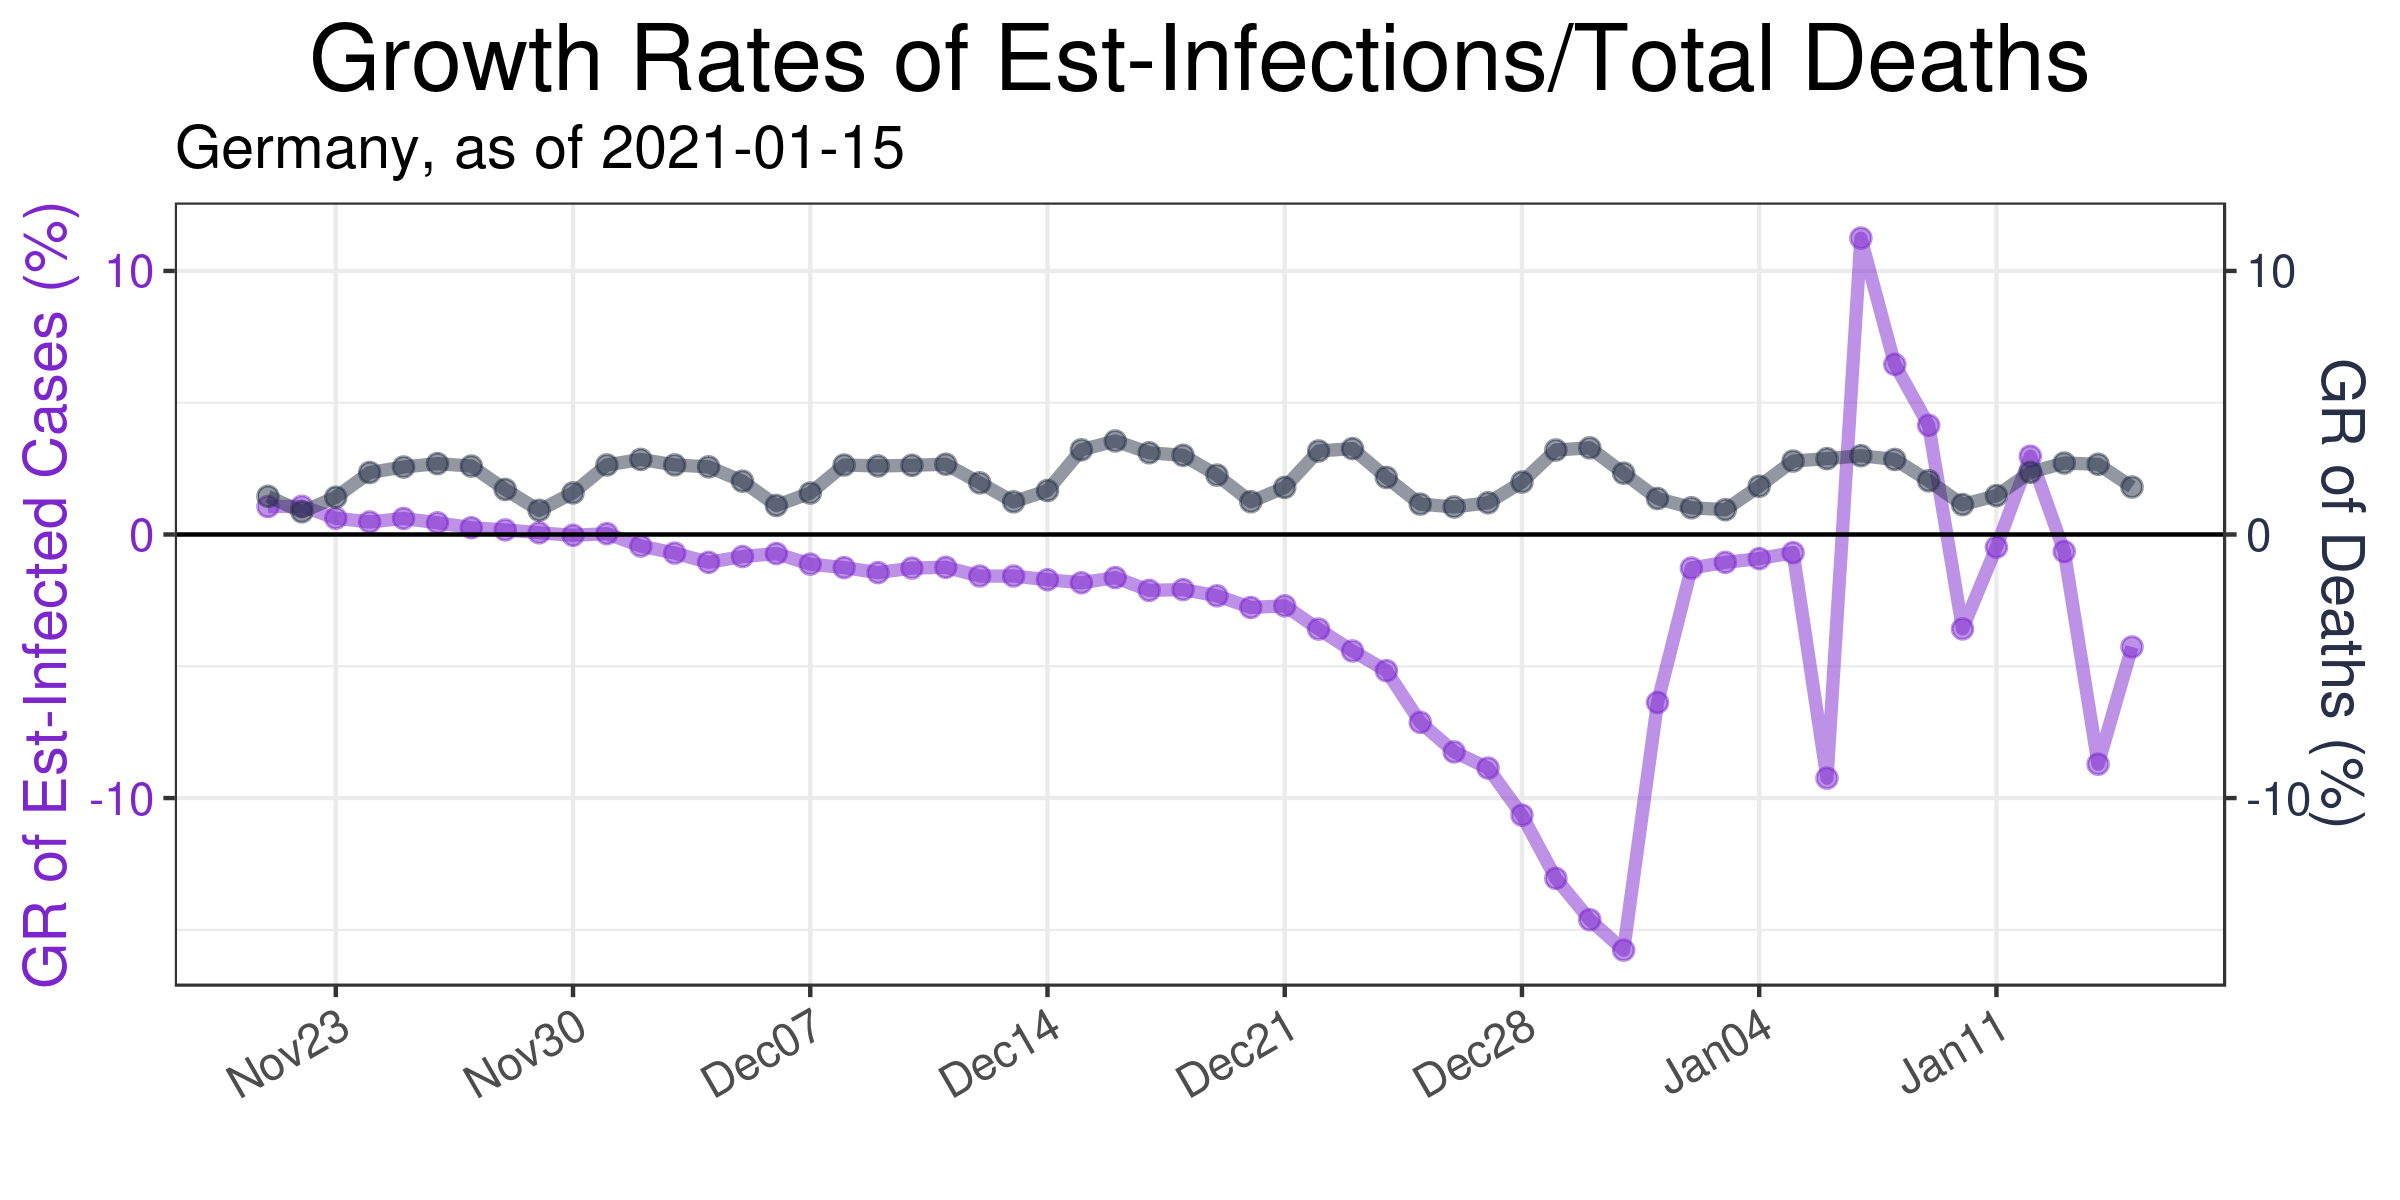 Growth Rates of Est-Infections/Total Deaths
Germany, as of 2021-01-15
GR of Est-Infected Cases (%)
10
0
-10
10
0
-10
GR of Deaths (%)
Nov23
Nov30
Dec07
Dec14
Dec21
Dec28
Jan04
Jan11